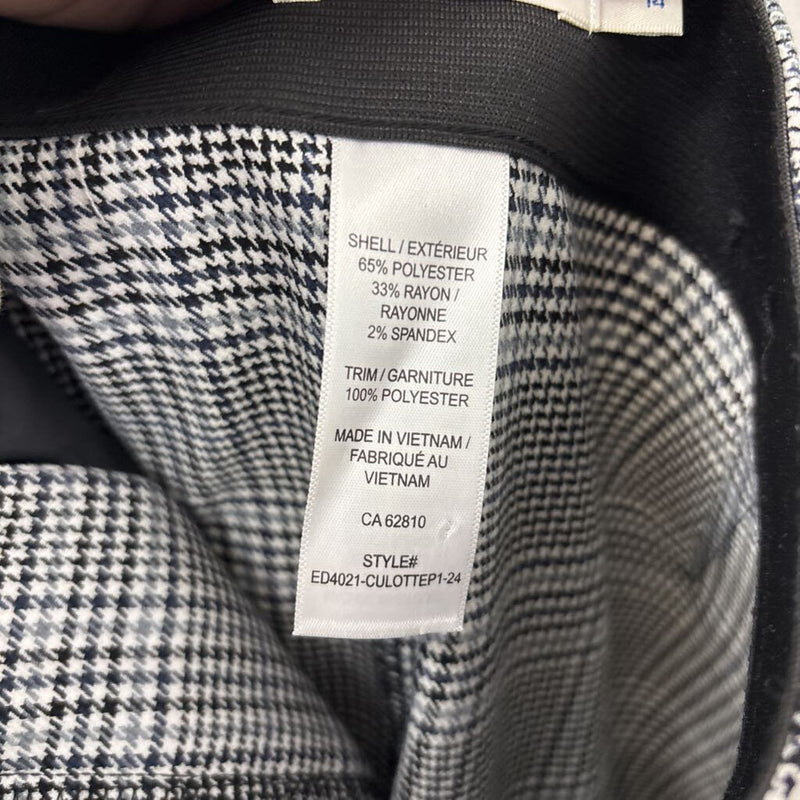 14
SHELL / EXTÉRIEUR
65% POLYESTER
33% RAYON /
RAYONNE
2% SPANDEX
TRIM / GARNITURE
100% POLYESTER
MADE IN VIETNAM /
FABRIQUÉ AU
VIETNAM
CA 62810
STYLE#
ED4021-CULOTTEP1-24